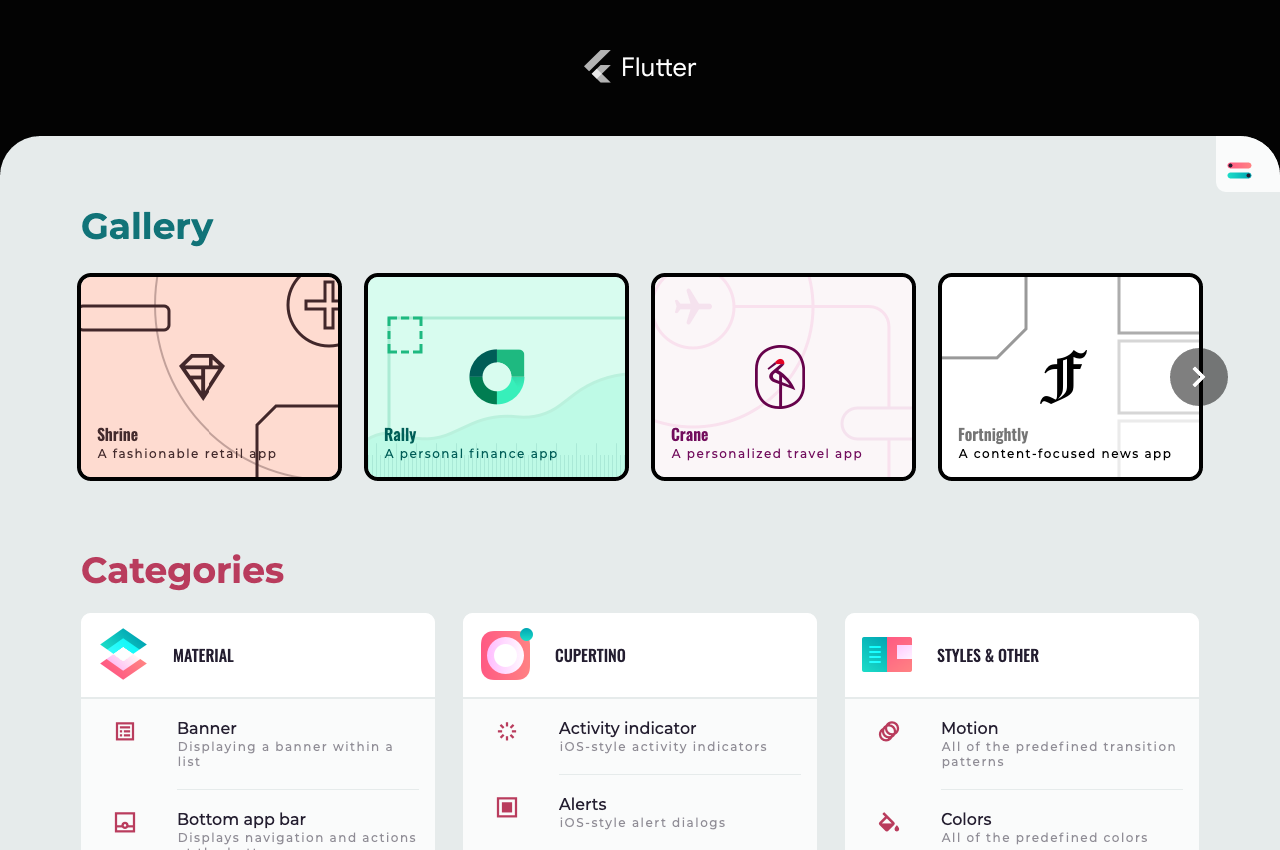 Flutter
Gallery
Shrine
A fashionable retail app
Rally
A personal finance app
Crane
A personalized travel app
Fortnightly
A content-focused news app
Categories
MATERIAL
Banner
Displaying a banner within a
list
Bottom app bar
Displays navigation and actions
CUPERTINO
Activity indicator
iOS-style activity indicators
Alerts
iOS-style alert dialogs
STYLES & OTHER
Motion
All of the predefined transition
patterns
Colors
All of the predefined colors